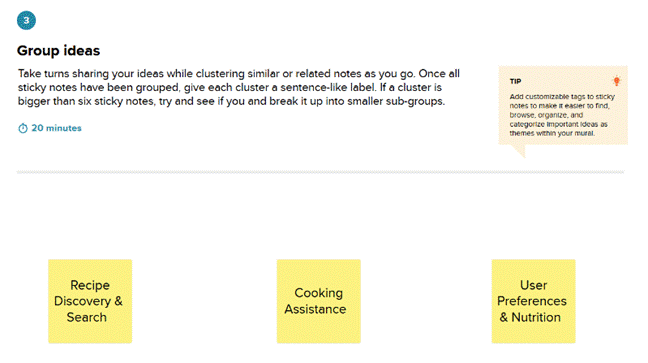 3
Group ideas
Take turns sharing your ideas while clustering similar or related notes as you go. Once all
sticky notes have been grouped, give each cluster a sentence-like label. If a cluster is
bigger than six sticky notes, try and see if you and break it up into smaller sub-groups.
20 minutes
TIP
Add customizable tags to sticky
notes to make it easier to find,
browse, organize, and
categorize important ideas as
themes within your mural.
Recipe
Discovery &
Search
Cooking
Assistance
User
Preferences
& Nutrition